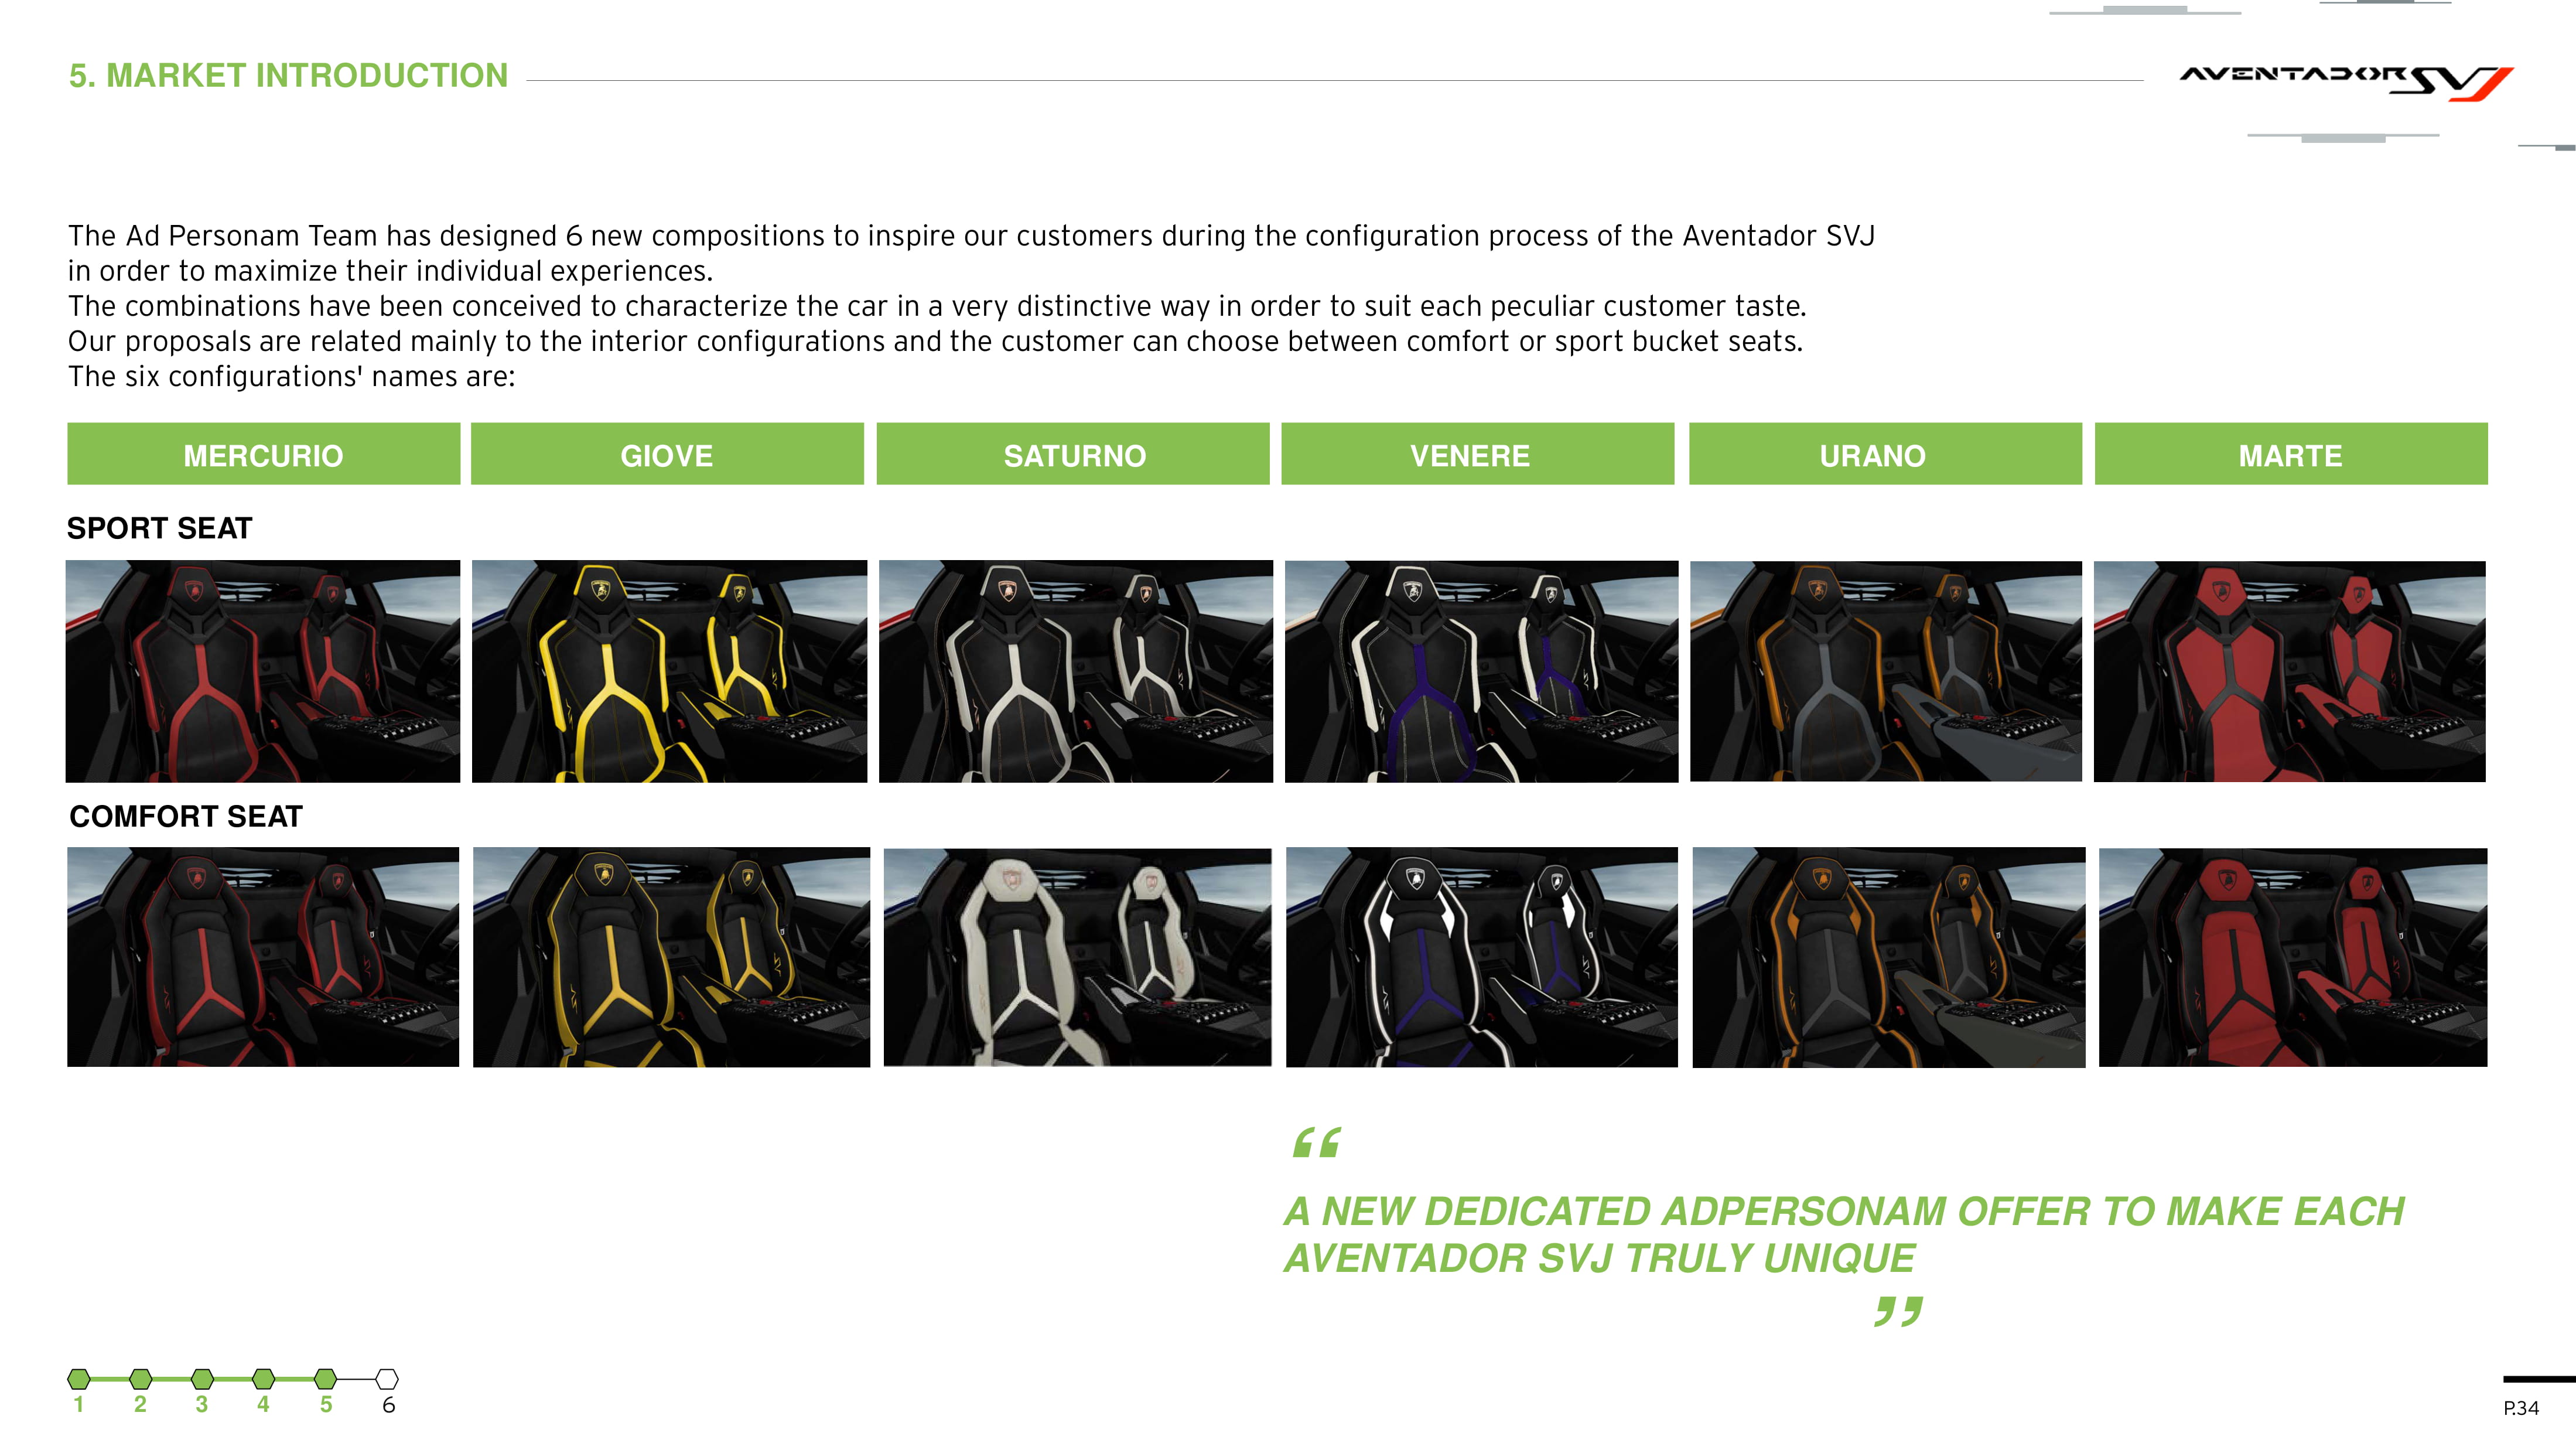 5. MARKET INTRODUCTION
AVENTADOR SVJ
The Ad Personam Team has designed 6 new compositions to inspire our customers during the configuration process of the Aventador SVJ
in order to maximize their individual experiences.
The combinations have been conceived to characterize the car in a very distinctive way in order to suit each peculiar customer taste.
Our proposals are related mainly to the interior configurations and the customer can choose between comfort or sport bucket seats.
The six configurations' names are:
MERCURIO
GIOVE
SATURNO
VENERE
URANO
MARTE
SPORT SEAT
COMFORT SEAT
“
A NEW DEDICATED ADPERSONAM OFFER TO MAKE EACH
AVENTADOR SVJ TRULY UNIQUE
”
1 2 3 4 5 6
P.34